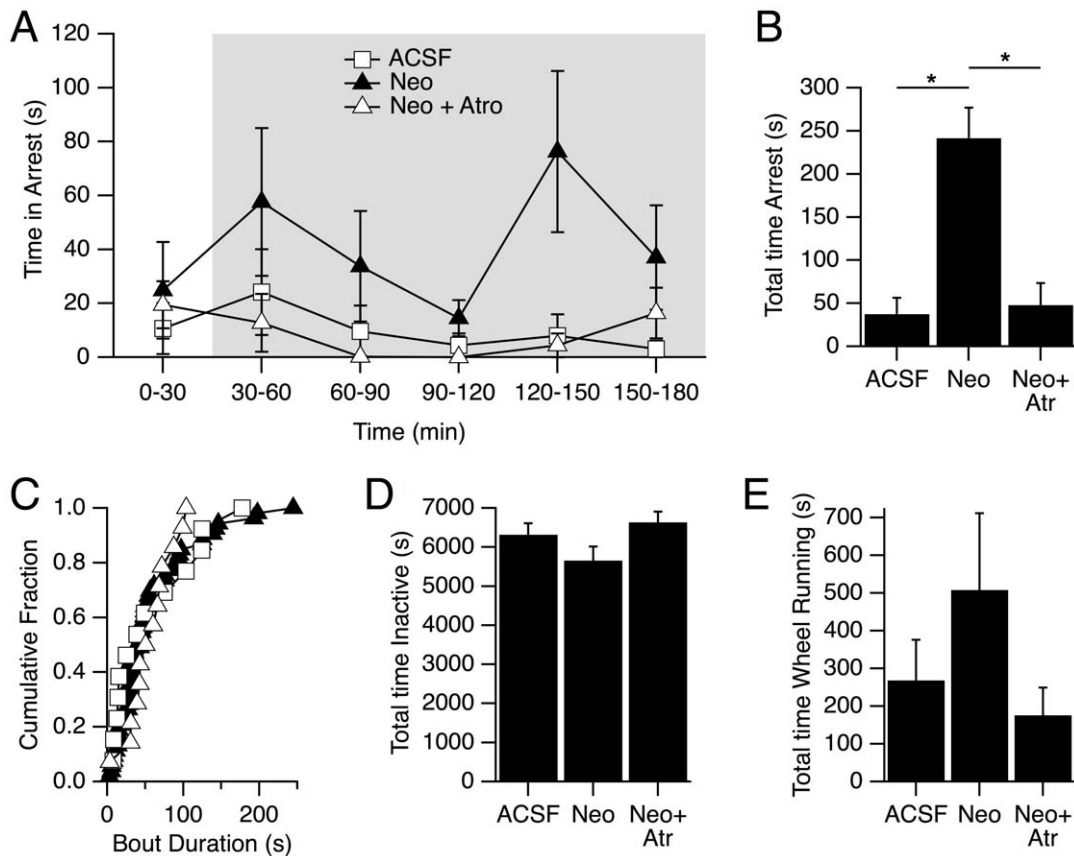 A
Time in Arrest (s)
120
100
80
60
40
20
0
ACSF
Neo
Neo + Atro
0-30
30-60
60-90
90-120
120-150
150-180
Time (min)
B
*
*
Total time Arrest (s)
300
250
200
150
100
50
0
ACSF
Neo
Neo+
Atr
C
Cumulative Fraction
1.0
0.8
0.6
0.4
0.2
0.0
0
100
200
Bout Duration (s)
D
Total time Inactive (s)
7000
6000
5000
4000
3000
2000
1000
0
ACSF
Neo
Neo+
Atr
E
Total time Wheel Running (s)
700
600
500
400
300
200
100
0
ACSF
Neo
Neo+
Atr